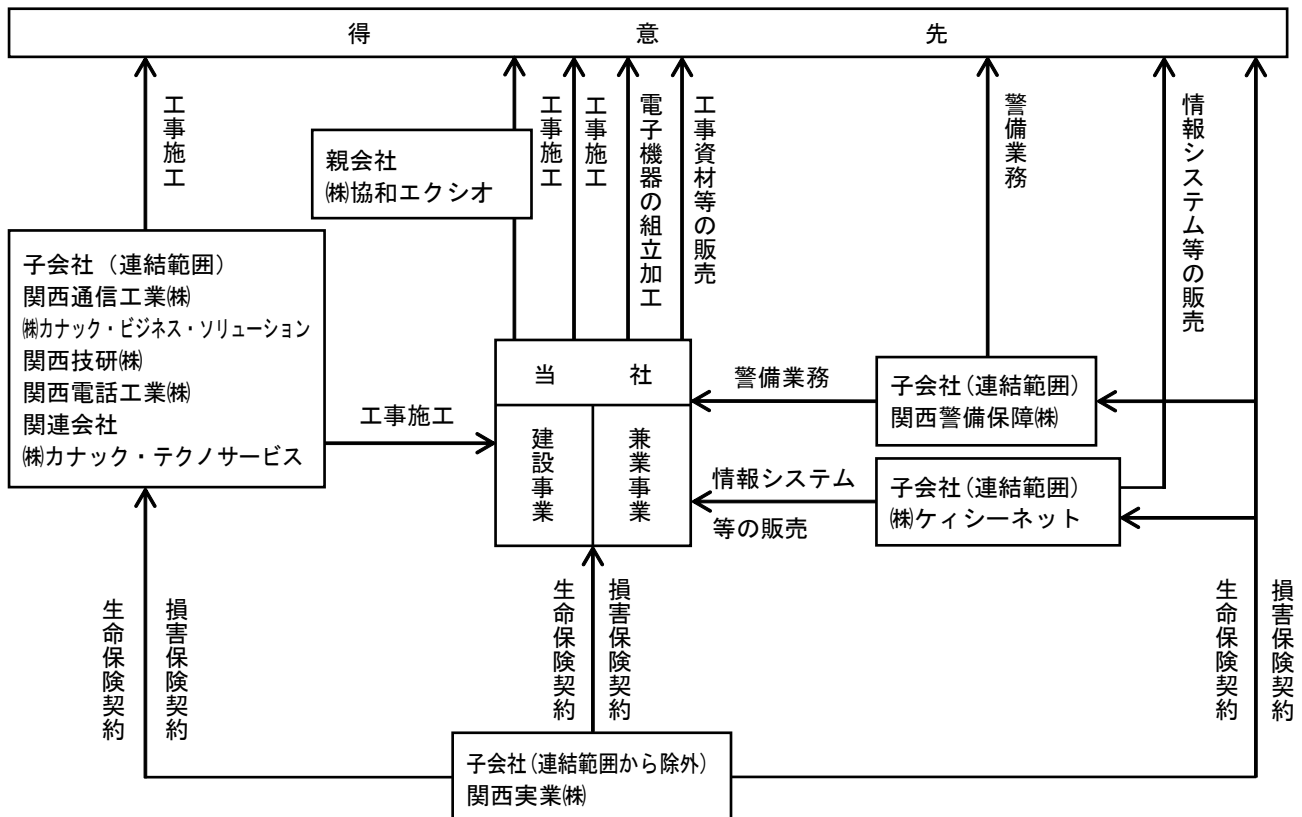 得意先
工事施工
工事施工
工事施工
電子機器の組立加工
工事資材等の販売
警備業務
情報システム等の販売
親会社
㈱協和エクシオ
子会社（連結範囲）
関西通信工業㈱
㈱カナック・ビジネス・ソリューション
関西技研㈱
関西電話工業㈱
関連会社
㈱カナック・テクノサービス
工事施工
当社
建設事業
兼業事業
警備業務
子会社(連結範囲)
関西警備保障㈱
情報システム
等の販売
子会社(連結範囲)
㈱ケィシーネット
生命保険契約
損害保険契約
生命保険契約
損害保険契約
生命保険契約
損害保険契約
子会社(連結範囲から除外)
関西実業㈱